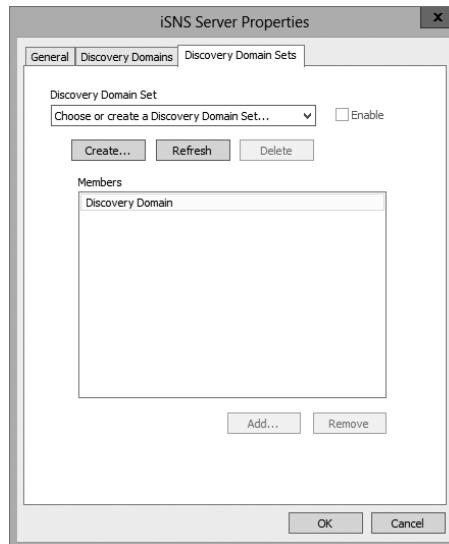 iSNS Server Properties
x
General Discovery Domains Discovery Domain Sets
Discovery Domain Set
Choose or create a Discovery Domain Set... Enable
Create... Refresh Delete
Members
Discovery Domain
Add... Remove
OK Cancel